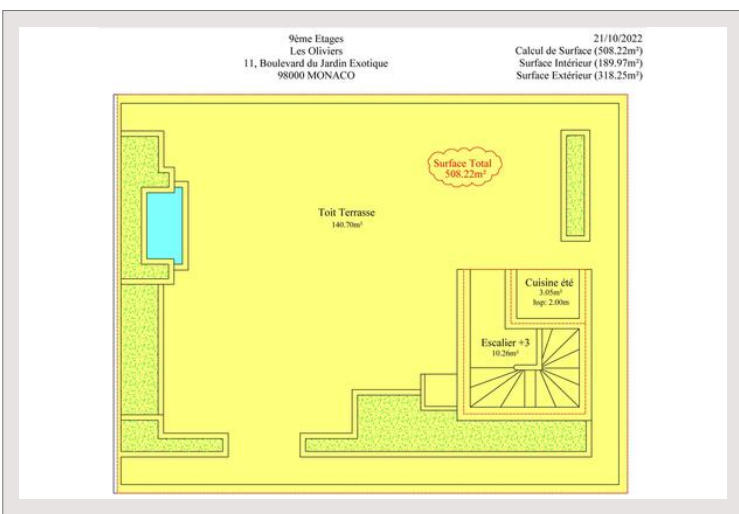 9ème Etages
Les Oliviers
11, Boulevard du Jardin Exotique
98000 MONACO
21/10/2022
Calcul de Surface (508.22m²)
Surface Intérieur (189.97m²)
Surface Extérieur (318.25m²)
Surface Total
508.22m²
Toit Terrasse
140.70m²
Cuisine été
3.05m²
hsp: 2.00m
Escalier +3
10.26m²